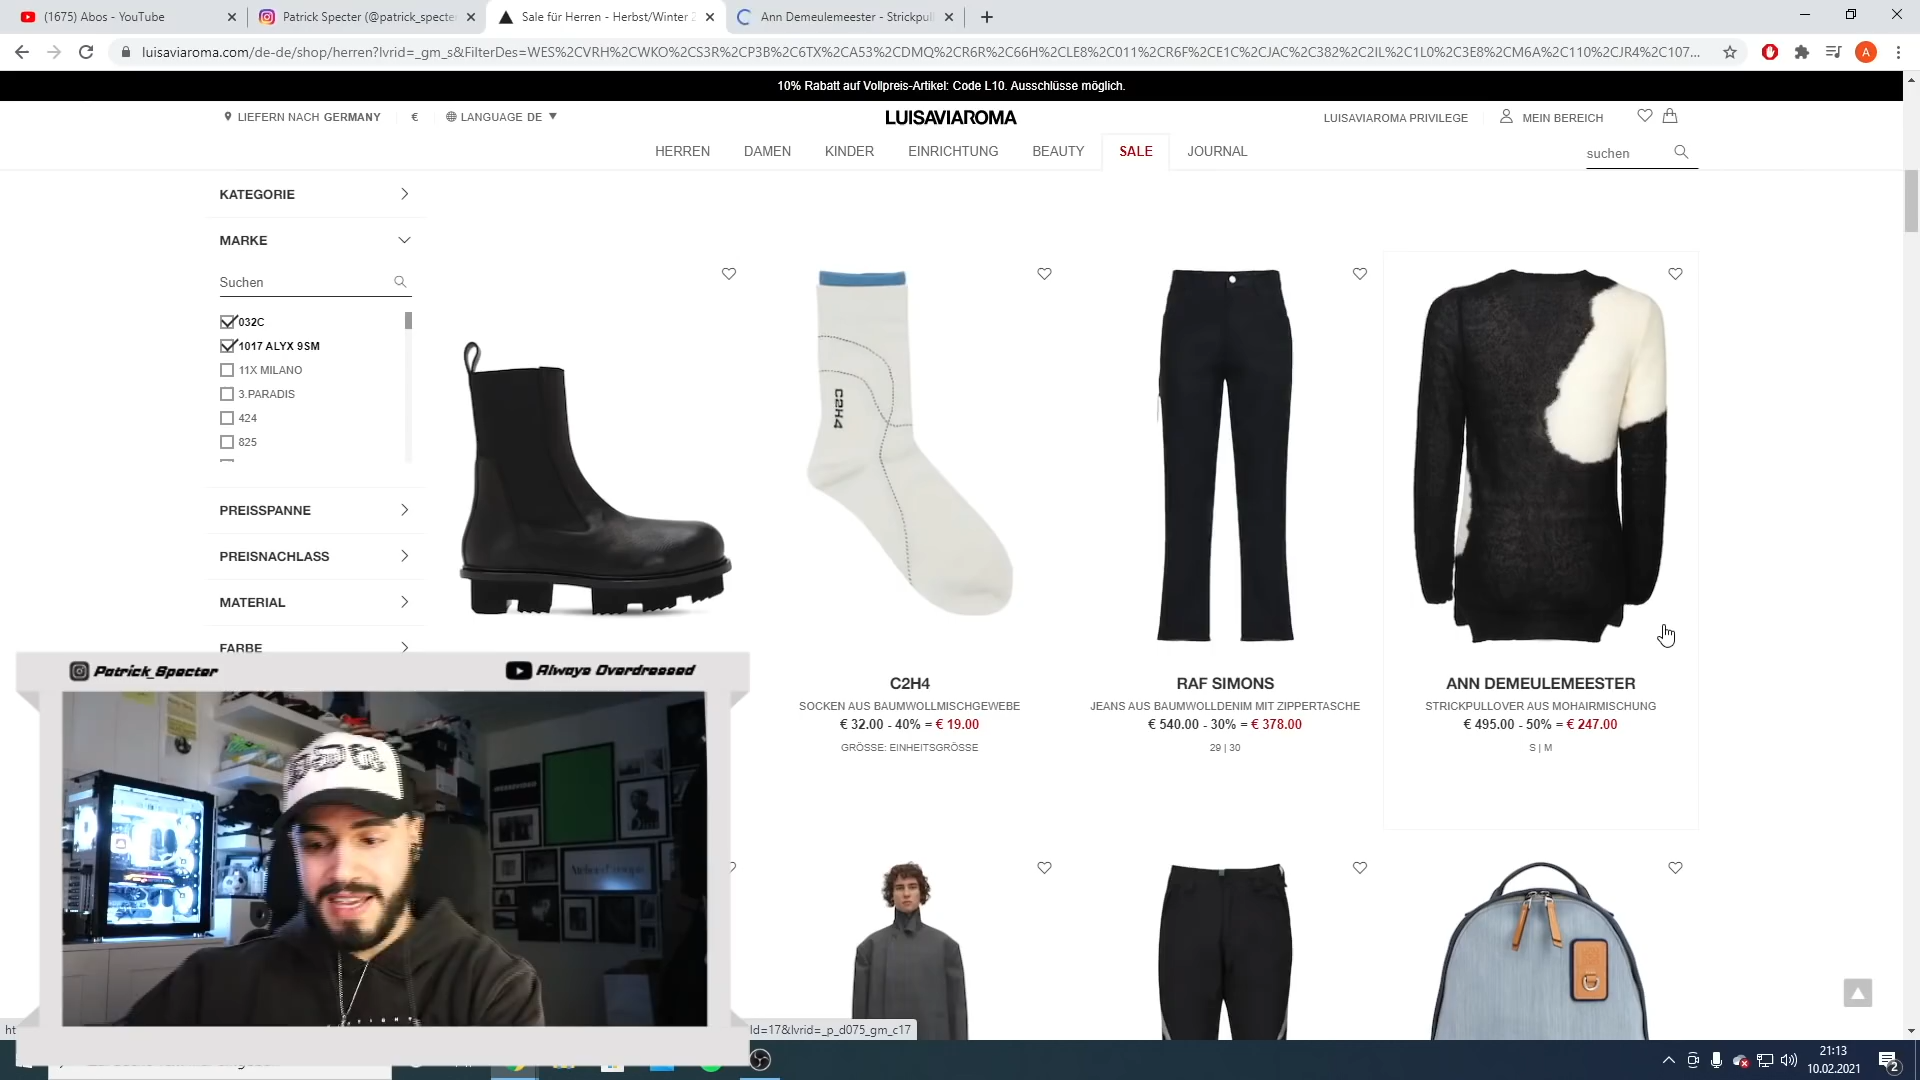 (1675) Abos - YouTube
Patrick Specter (@patrick_specter
Sale für Herren - Herbst/Winter 2
Ann Demeulemeester - Strickpull
luisaviaroma.com/de-de/shop/herren?lvrid=_gm_s&FilterDes=WES%2CVRH%2CWKO%2CS3R%2CP3B%2C6TX%2CA53%2CDMQ%2CR6R%2C66H%2CLE8%2C011%2CR6F%2CE1C%2CJAC%2C382%2C2IL%2C1L0%2C3E8%2CM6A%2C110%2CJR4%2C107...
A
10% Rabatt auf Vollpreis-Artikel: Code L10. Ausschlüsse möglich.
LIEFERN NACH GERMANY
€
LANGUAGE DE
LUISAVIAROMA
LUISAVIAROMA PRIVILEGE
MEIN BEREICH
HERREN
DAMEN
KINDER
EINRICHTUNG
BEAUTY
SALE
JOURNAL
suchen
KATEGORIE
MARKE
Suchen
032C
1017 ALYX 9SM
11X MILANO
3.PARADIS
424
825
PREISSPANNE
PREISNACHLASS
MATERIAL
FARBE
C2H4
C2H4
SOCKEN AUS BAUMWOLLMISCHGEWEBE
€ 32.00 - 40% = € 19.00
GRÖSSE: EINHEITSGRÖSSE
RAF SIMONS
JEANS AUS BAUMWOLLDENIM MIT ZIPPERTASCHE
€ 540.00 - 30% = € 378.00
29 | 30
ANN DEMEULEMEESTER
STRICKPULLOVER AUS MOHAIRMISCHUNG
€ 495.00 - 50% = € 247.00
S | M
Patrick_Specter
Always Overdressed
ht
ld=17&lvrid=_p_d075_gm_c17
21:13
10.02.2021
2